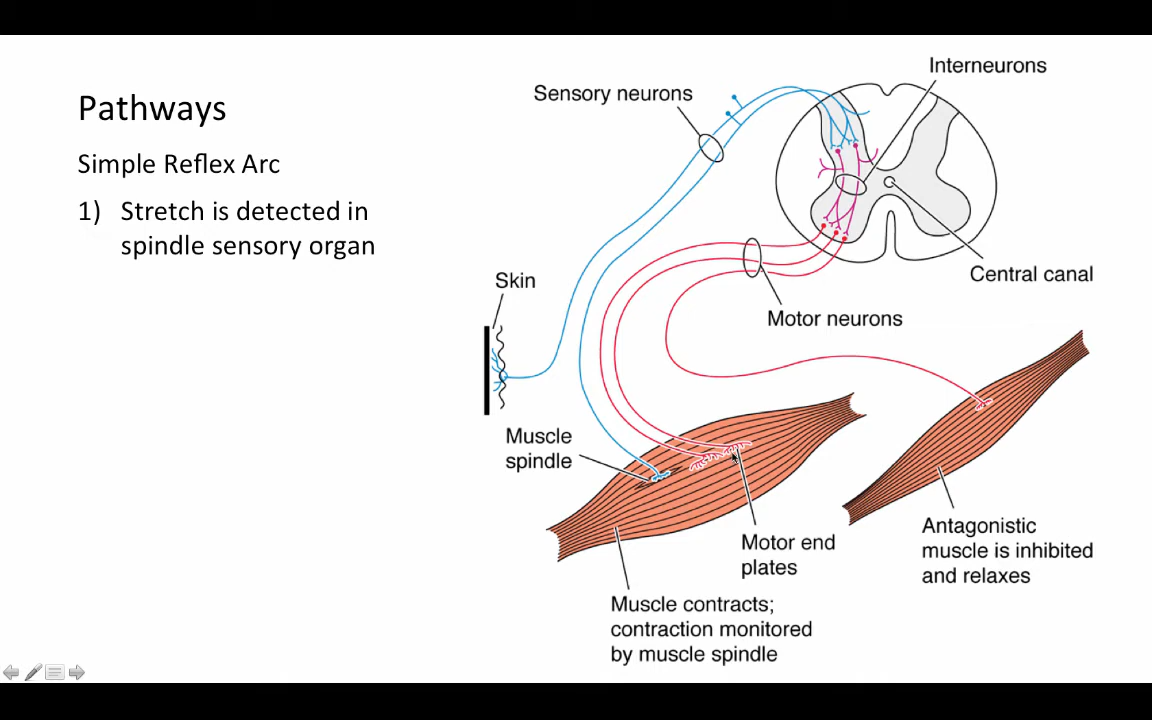 Pathways
Simple Reflex Arc
1) Stretch is detected in
spindle sensory organ
Interneurons
Sensory neurons
Central canal
Skin
Motor neurons
Muscle
spindle
Motor end
plates
Antagonistic
muscle is inhibited
and relaxes
Muscle contracts;
contraction monitored
by muscle spindle